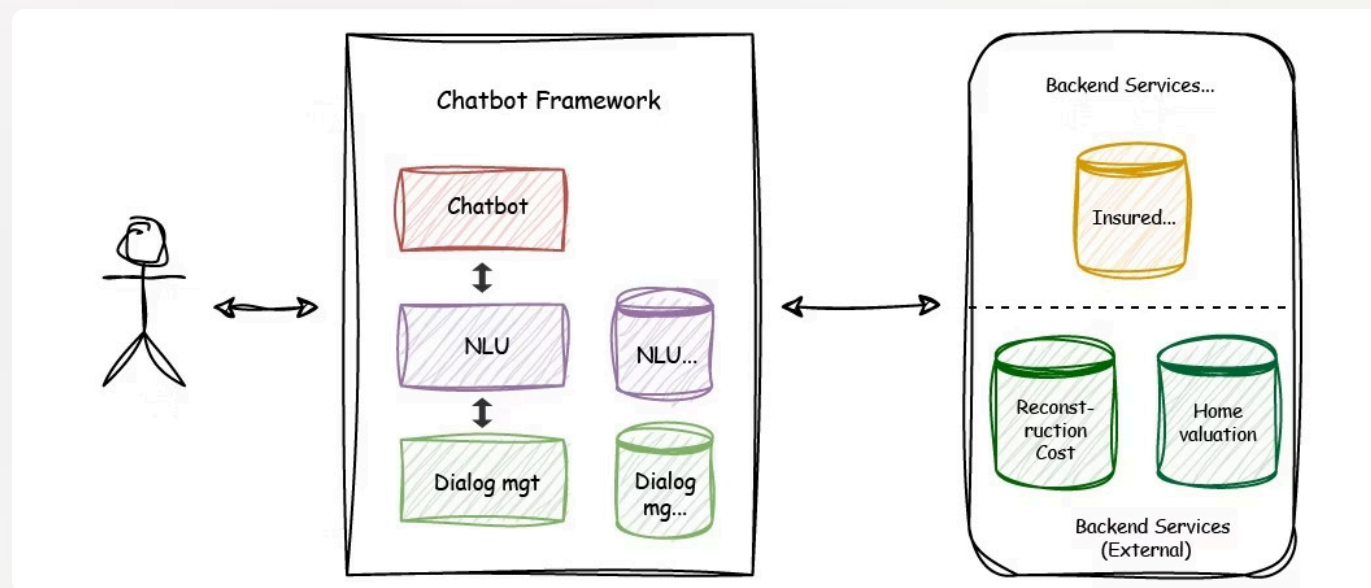 Chatbot Framework
Chatbot
NLU
NLU...
Dialog mgt
Dialog
mg...
Backend Services...
Insured...
Reconst-
ruction
Cost
Home
valuation
Backend Services
(External)